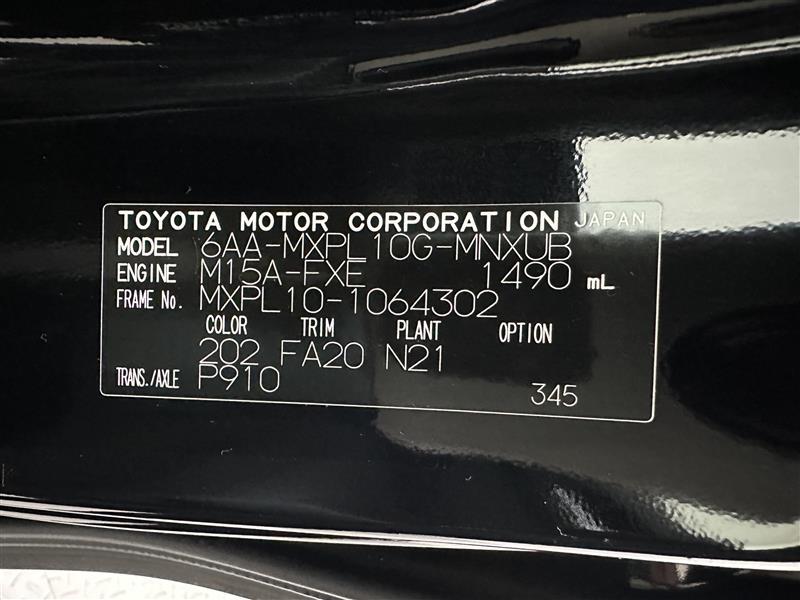 TOYOTA MOTOR CORPORATION JAPAN
MODEL 6AA-MXPL10G-MNXUB
ENGINE M15A-FXE 1490 mL
FRAME No. MXPL10-1064302
COLOR TRIM PLANT OPTION
202 FA20 N21
TRANS./AXLE P910
345